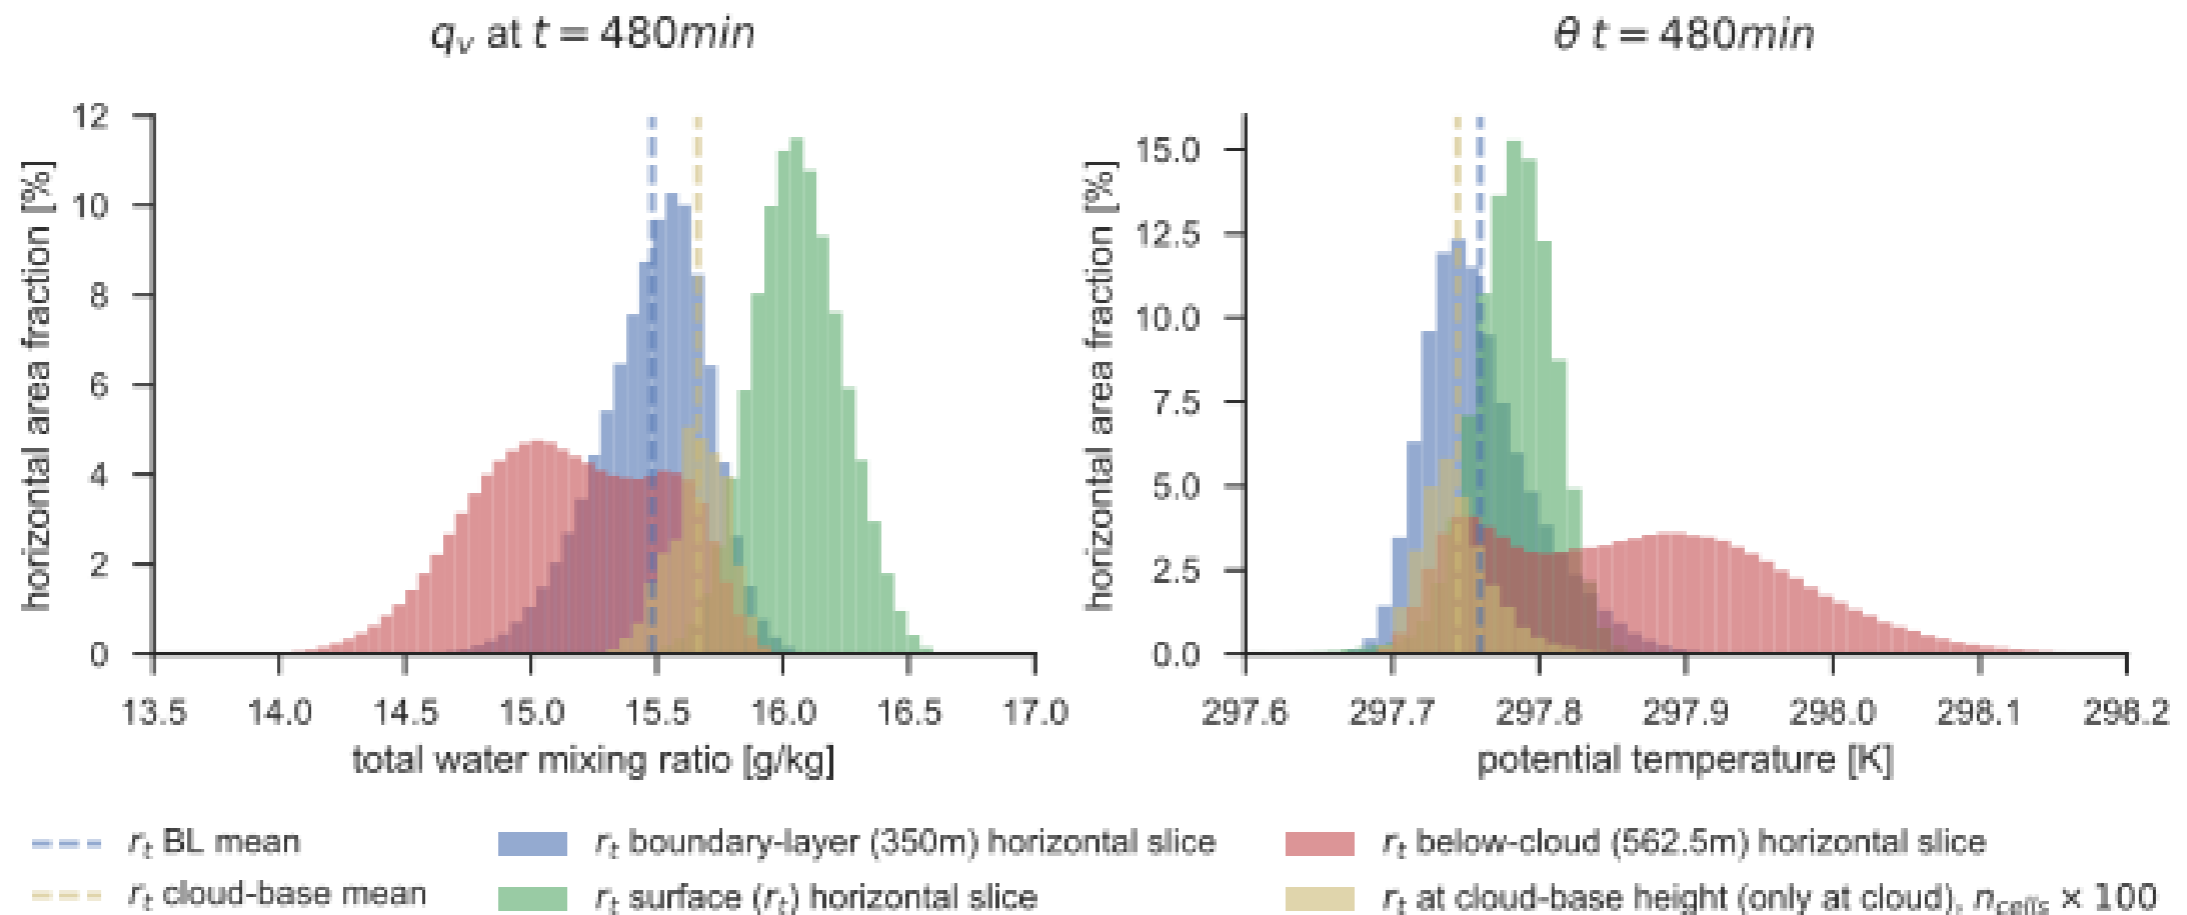 qᵥ at t = 480min
12
10
8
6
4
2
0
horizontal area fraction [%]
13.5 14.0 14.5 15.0 15.5 16.0 16.5 17.0
total water mixing ratio [g/kg]
θ t = 480min
15.0
12.5
10.0
7.5
5.0
2.5
0.0
horizontal area fraction [%]
297.6 297.7 297.8 297.9 298.0 298.1 298.2
potential temperature [K]
rₜ BL mean
rₜ cloud-base mean
rₜ boundary-layer (350m) horizontal slice
rₜ surface (rₜ) horizontal slice
rₜ below-cloud (562.5m) horizontal slice
rₜ at cloud-base height (only at cloud), n_cells × 100